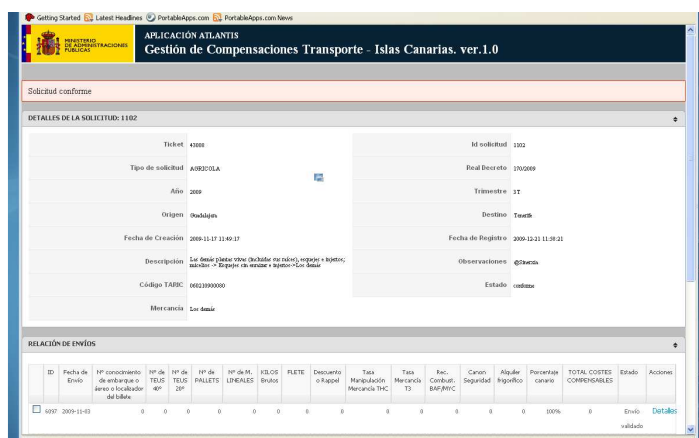 Getting Started Latest Headlines PortableApps.com PortableApps.com News
MINISTERIO
DE ADMINISTRACIONES
PÚBLICAS
APLICACIÓN ATLANTIS
Gestión de Compensaciones Transporte - Islas Canarias. ver.1.0
Solicitud conforme
DETALLES DE LA SOLICITUD: 1102
Ticket 43000 Id solicitud 1102
Tipo de solicitud AGRICOLA Real Decreto 170/2009
Año 2009 Trimestre 3T
Origen Guadalajara Destino Tenerife
Fecha de Creación 2009-11-17 11:49:17 Fecha de Registro 2009-12-21 11:50:21
Descripción Las demás plantas vivas (incluidas sus raíces), esquejes e injertos;
micelios -> Esquejes sin enraizar e injertos->Los demás
Observaciones @Sinerxia
Código TARIC 060210900080 Estado conforme
Mercancía Los demás
RELACIÓN DE ENVÍOS
ID Fecha de Envío Nº conocimiento de embarque o áereo o localizador del billete Nº de TEUS 40º Nº de TEUS 20º Nº de PALLETS Nº de M. LINEALES KILOS Brutos FLETE Descuento o Rappel Tasa Manipulación Mercancía THC Tasa Mercancía T3 Rec. Combust. BAF/MYC Canon Seguridad Alquiler frigorífico Porcentaje canario TOTAL COSTES COMPENSABLES Estado Acciones
6097 2009-11-03 0 0 0 0 0 0 0 0 0 0 0 0 0 100% 0 Envío validado Detalles